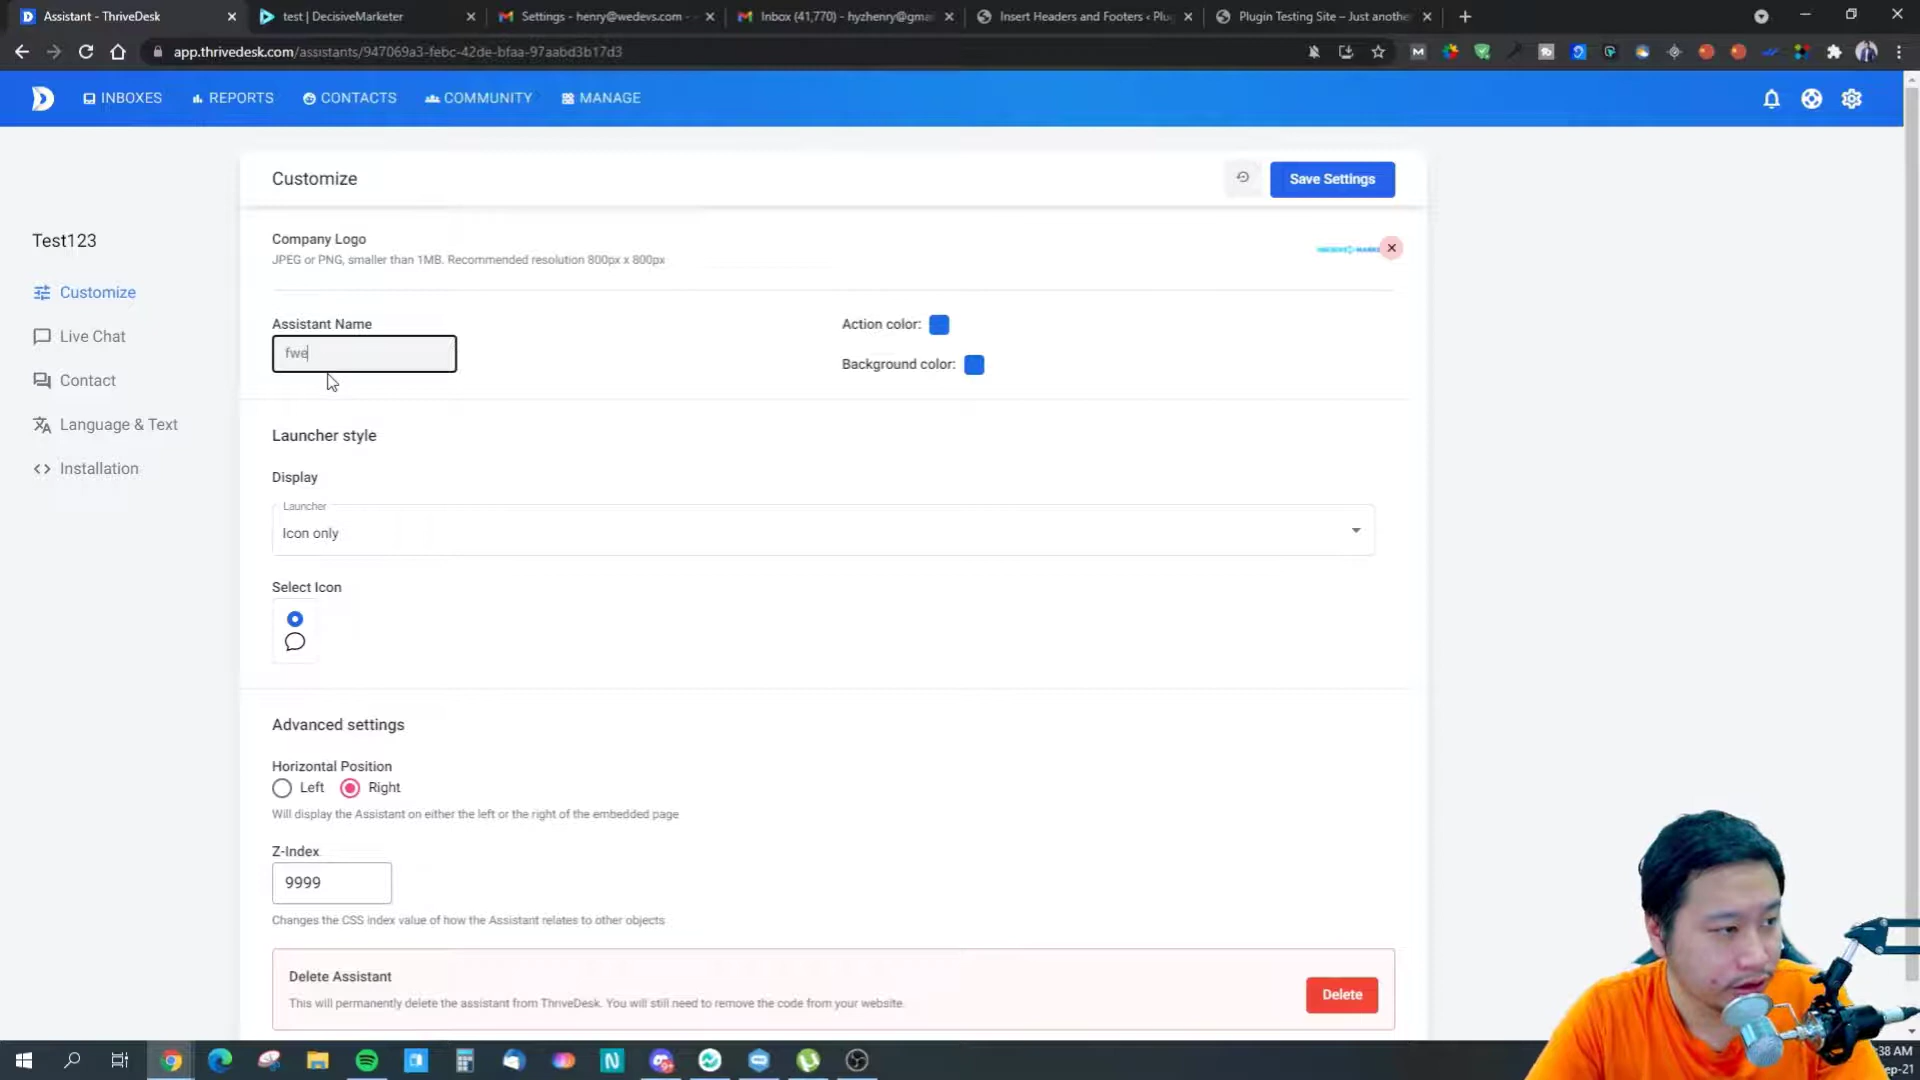 Assistant - ThriveDesk
test | DecisiveMarketer
Settings - henry@wedevs.com -
Inbox (41,770) - hyzhenry@gma
Insert Headers and Footers ‹ Plu
Plugin Testing Site – Just another
app.thrivedesk.com/assistants/947069a3-febc-42de-bfaa-97aabd3b17d3
INBOXES REPORTS CONTACTS COMMUNITY MANAGE
Customize
Save Settings
Test123
Customize
Live Chat
Contact
Language & Text
Installation
Company Logo
JPEG or PNG, smaller than 1MB. Recommended resolution 800px x 800px
Assistant Name
fwe
Action color:
Background color:
Launcher style
Display
Launcher
Icon only
Select Icon
Advanced settings
Horizontal Position
Left Right
Will display the Assistant on either the left or the right of the embedded page
Z-Index
9999
Changes the CSS index value of how the Assistant relates to other objects
Delete Assistant
This will permanently delete the assistant from ThriveDesk. You will still need to remove the code from your website.
Delete
:38 AM
ep-21